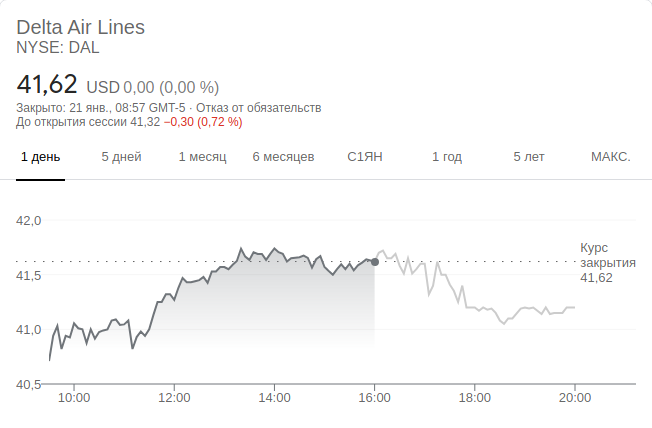 Delta Air Lines
NYSE: DAL
41,62 USD 0,00 (0,00 %)
Закрыто: 21 янв., 08:57 GMT-5 · Отказ от обязательств
До открытия сессии 41,32 −0,30 (0,72 %)
1 день 5 дней 1 месяц 6 месяцев С1ЯН 1 год 5 лет МАКС.
42,0
Курс
закрытия
41,62
41,5
41,0
40,5
10:00 12:00 14:00 16:00 18:00 20:00